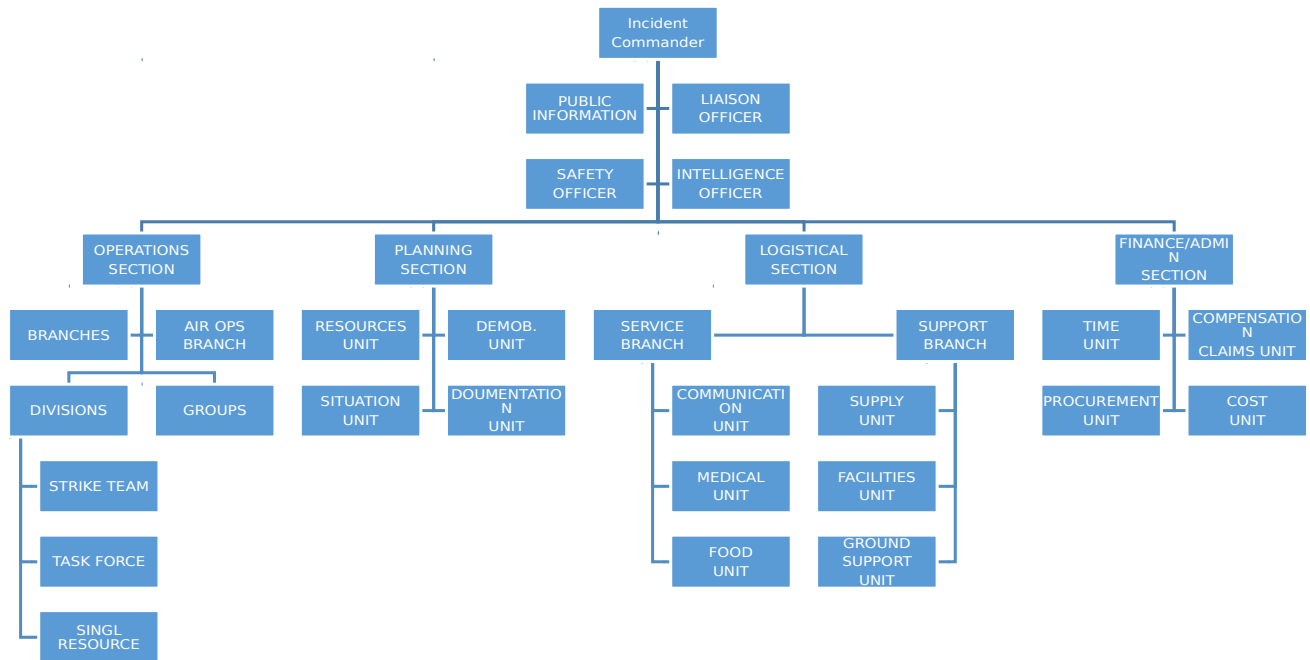 Incident
Commander
PUBLIC
INFORMATION
LIAISON
OFFICER
SAFETY
OFFICER
INTELLIGENCE
OFFICER
OPERATIONS
SECTION
PLANNING
SECTION
LOGISTICAL
SECTION
FINANCE/ADMI
N
SECTION
BRANCHES
AIR OPS
BRANCH
RESOURCES
UNIT
DEMOB.
UNIT
SERVICE
BRANCH
SUPPORT
BRANCH
TIME
UNIT
COMPENSATIO
N
CLAIMS UNIT
DIVISIONS
GROUPS
SITUATION
UNIT
DOUMENTATIO
N
UNIT
COMMUNICATI
ON
UNIT
SUPPLY
UNIT
PROCUREMENT
UNIT
COST
UNIT
STRIKE TEAM
MEDICAL
UNIT
FACILITIES
UNIT
TASK FORCE
FOOD
UNIT
GROUND
SUPPORT
UNIT
SINGL
RESOURCE